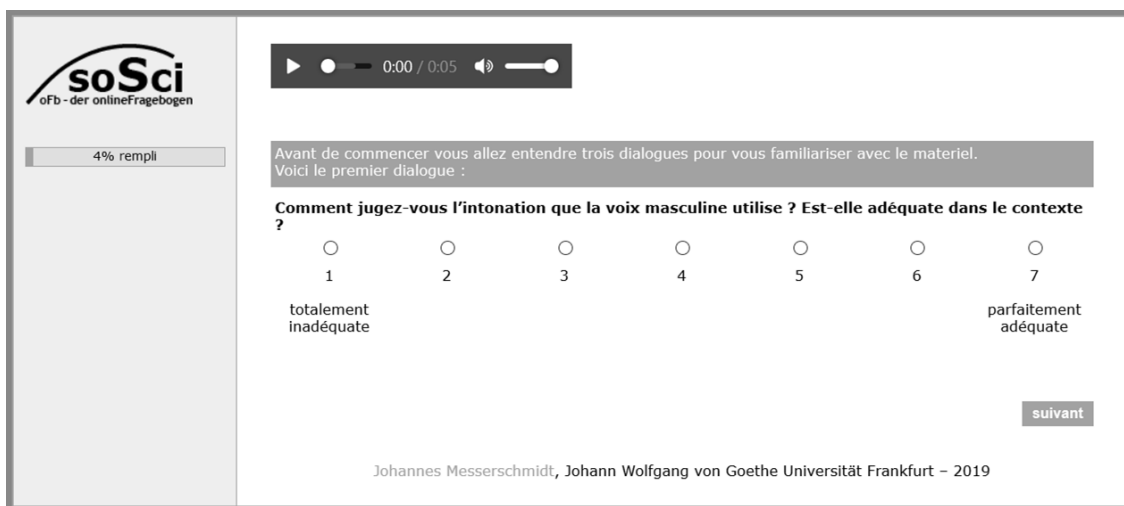 soSci
oFb - der onlineFragebogen
4% rempli
0:00 / 0:05
Avant de commencer vous allez entendre trois dialogues pour vous familiariser avec le materiel.
Voici le premier dialogue :
Comment jugez-vous l’intonation que la voix masculine utilise ? Est-elle adéquate dans le contexte
?
1 2 3 4 5 6 7
totalement parfaitement
inadéquate adéquate
suivant
Johannes Messerschmidt, Johann Wolfgang von Goethe Universität Frankfurt – 2019